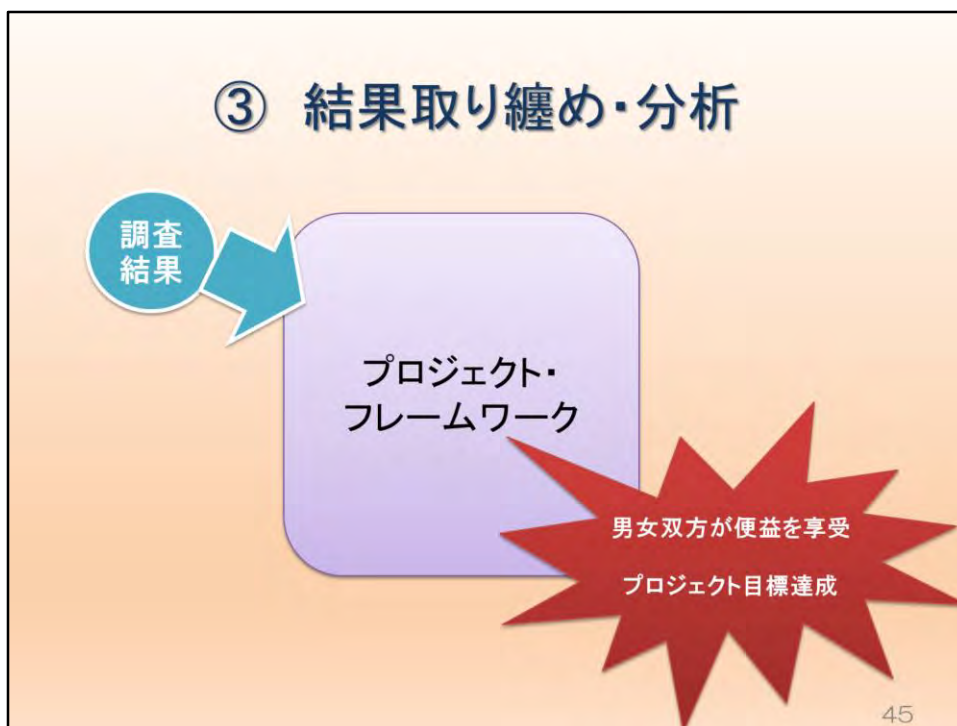 ③ 結果取り纏め・分析
調査
結果
プロジェクト・
フレームワーク
男女双方が便益を享受
プロジェクト目標達成
45